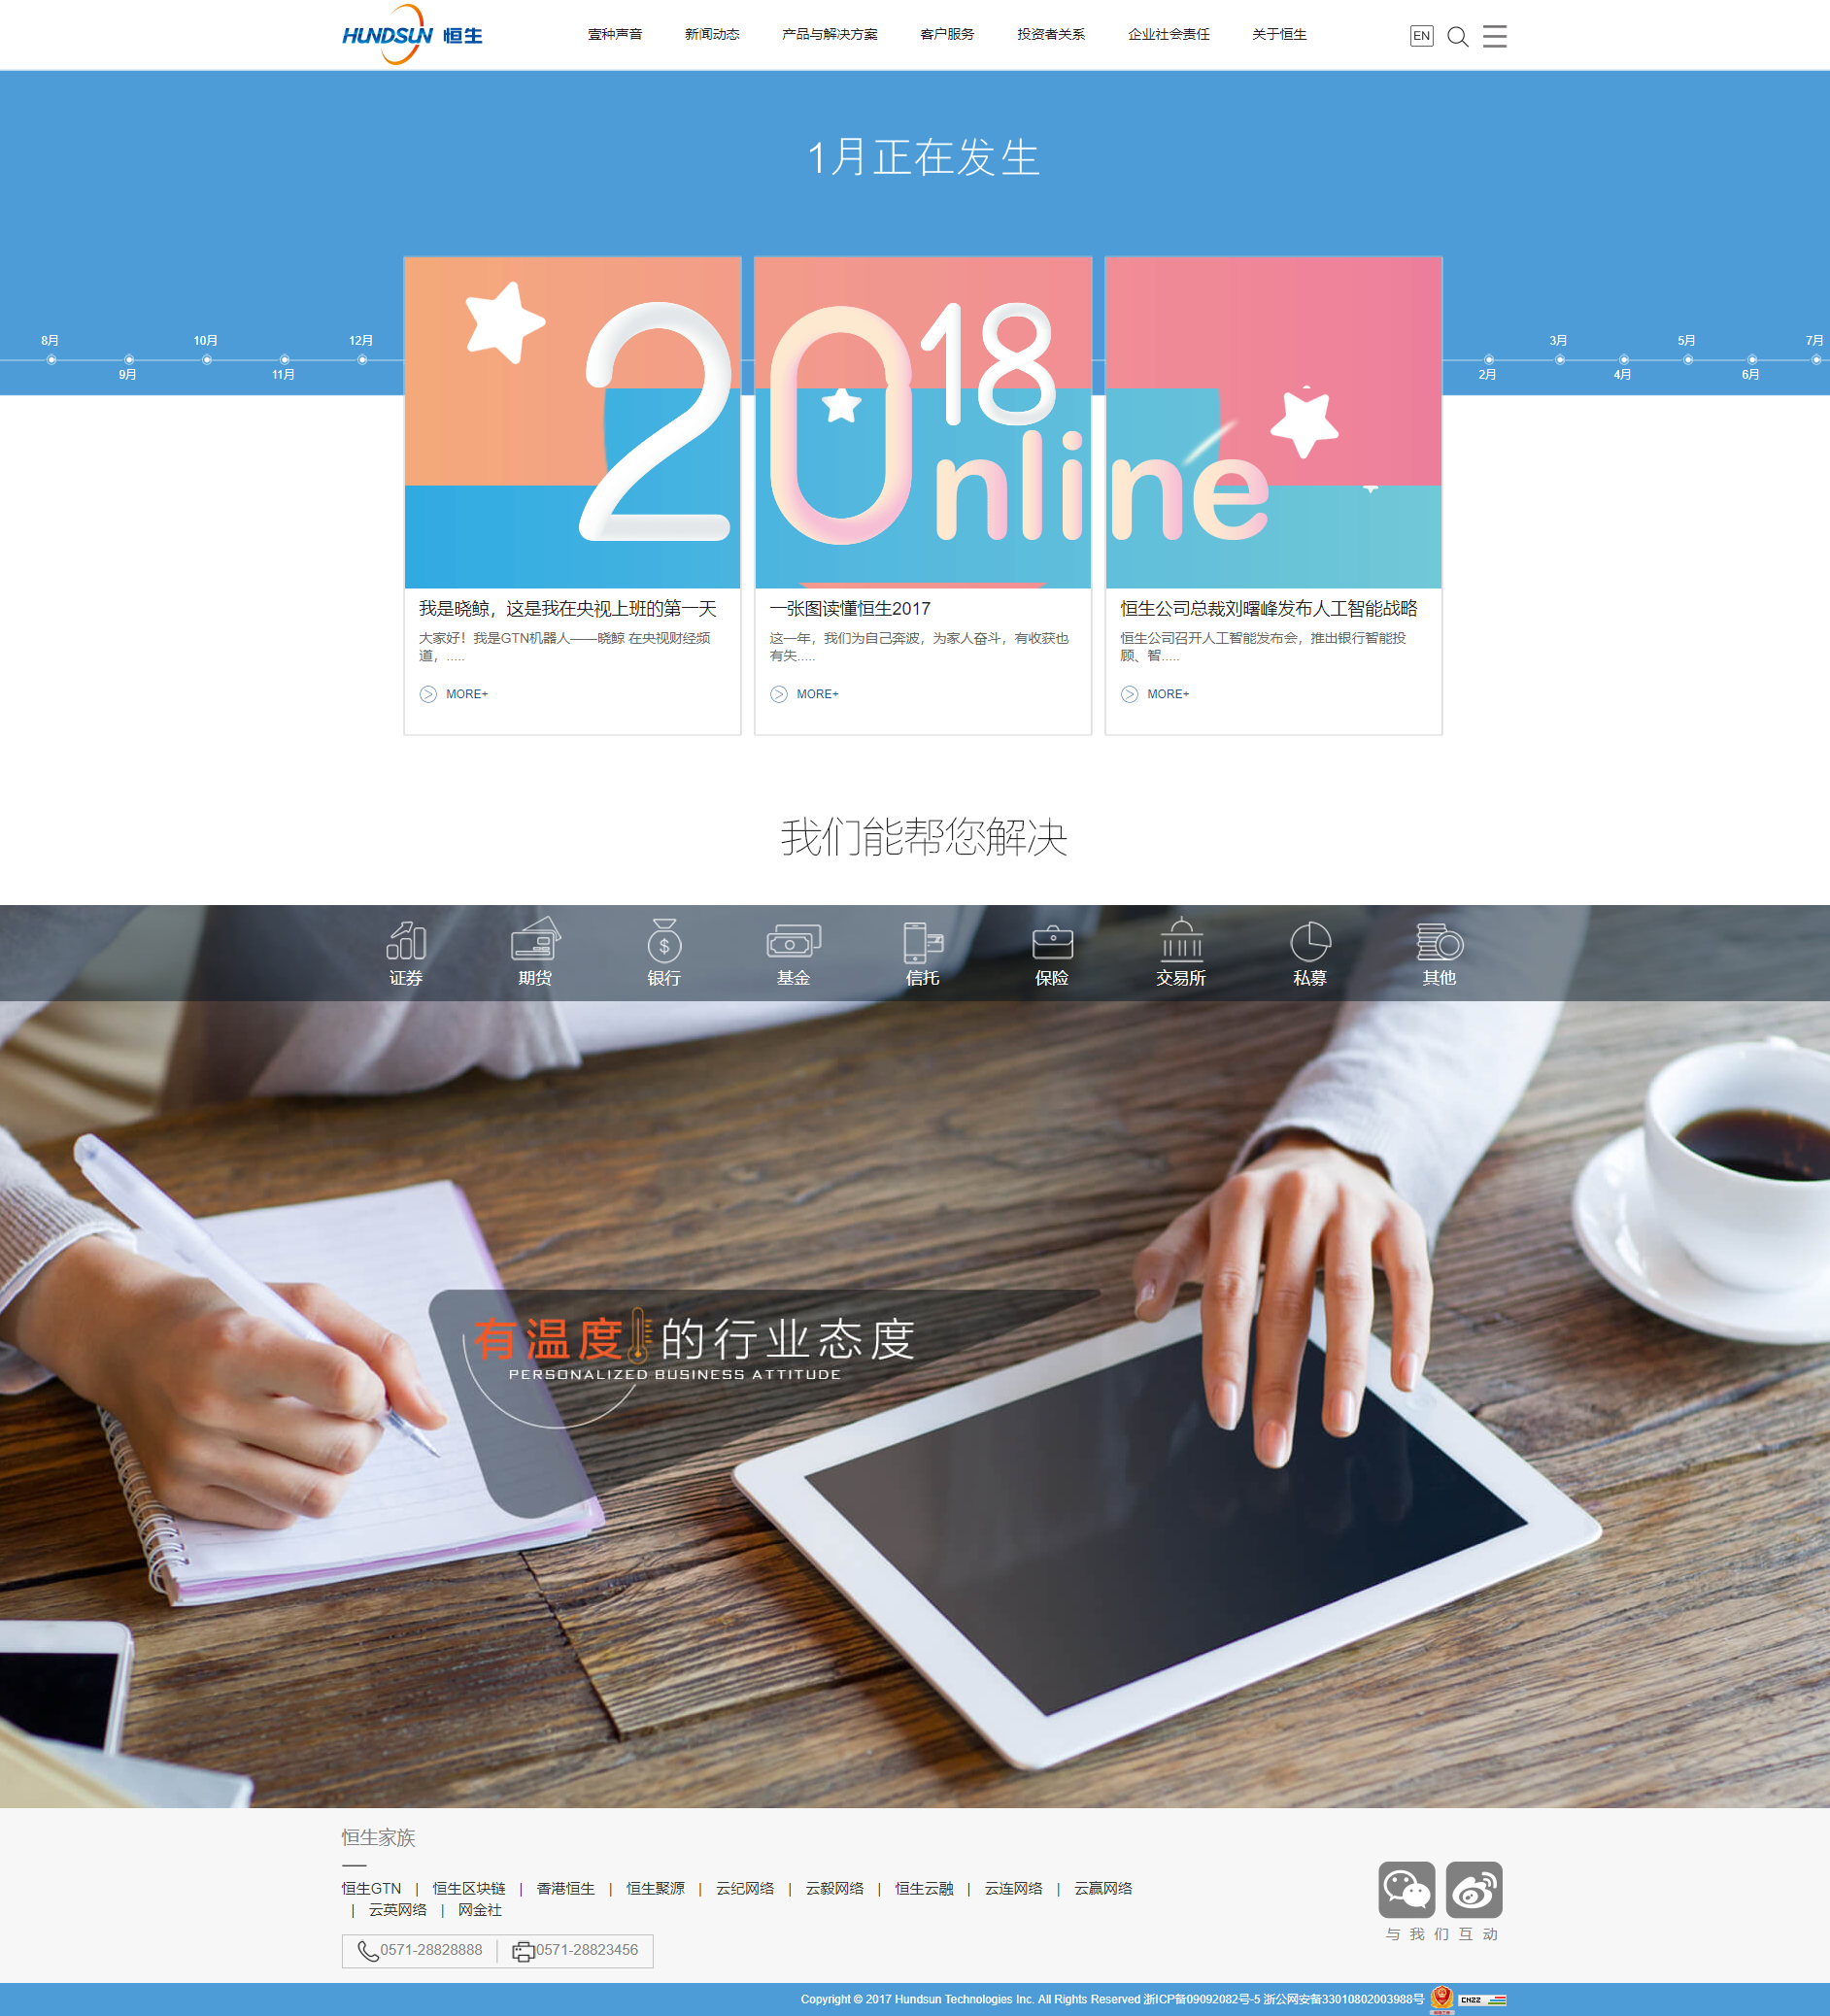 HUNDSUN 恒生
壹种声音 新闻动态 产品与解决方案 客户服务 投资者关系 企业社会责任 关于恒生 EN
1月正在发生
8月 9月 10月 11月 12月
2月 3月 4月 5月 6月 7月
2018
Online
我是晓鲸，这是我在央视上班的第一天
大家好！我是GTN机器人——晓鲸 在央视财经频
道，.....
MORE+
一张图读懂恒生2017
这一年，我们为自己奔波，为家人奋斗，有收获也
有失.....
MORE+
恒生公司总裁刘曙峰发布人工智能战略
恒生公司召开人工智能发布会，推出银行智能投
顾、智.....
MORE+
我们能帮您解决
证券 期货 银行 基金 信托 保险 交易所 私募 其他
有温度的行业态度
PERSONALIZED BUSINESS ATTITUDE
恒生家族
恒生GTN | 恒生区块链 | 香港恒生 | 恒生聚源 | 云纪网络 | 云毅网络 | 恒生云融 | 云连网络 | 云赢网络
| 云英网络 | 网金社
0571-28828888 | 0571-28823456
与我们互动
Copyright © 2017 Hundsun Technologies Inc. All Rights Reserved 浙ICP备09092082号-5 浙公网安备33010802003988号 CNZZ